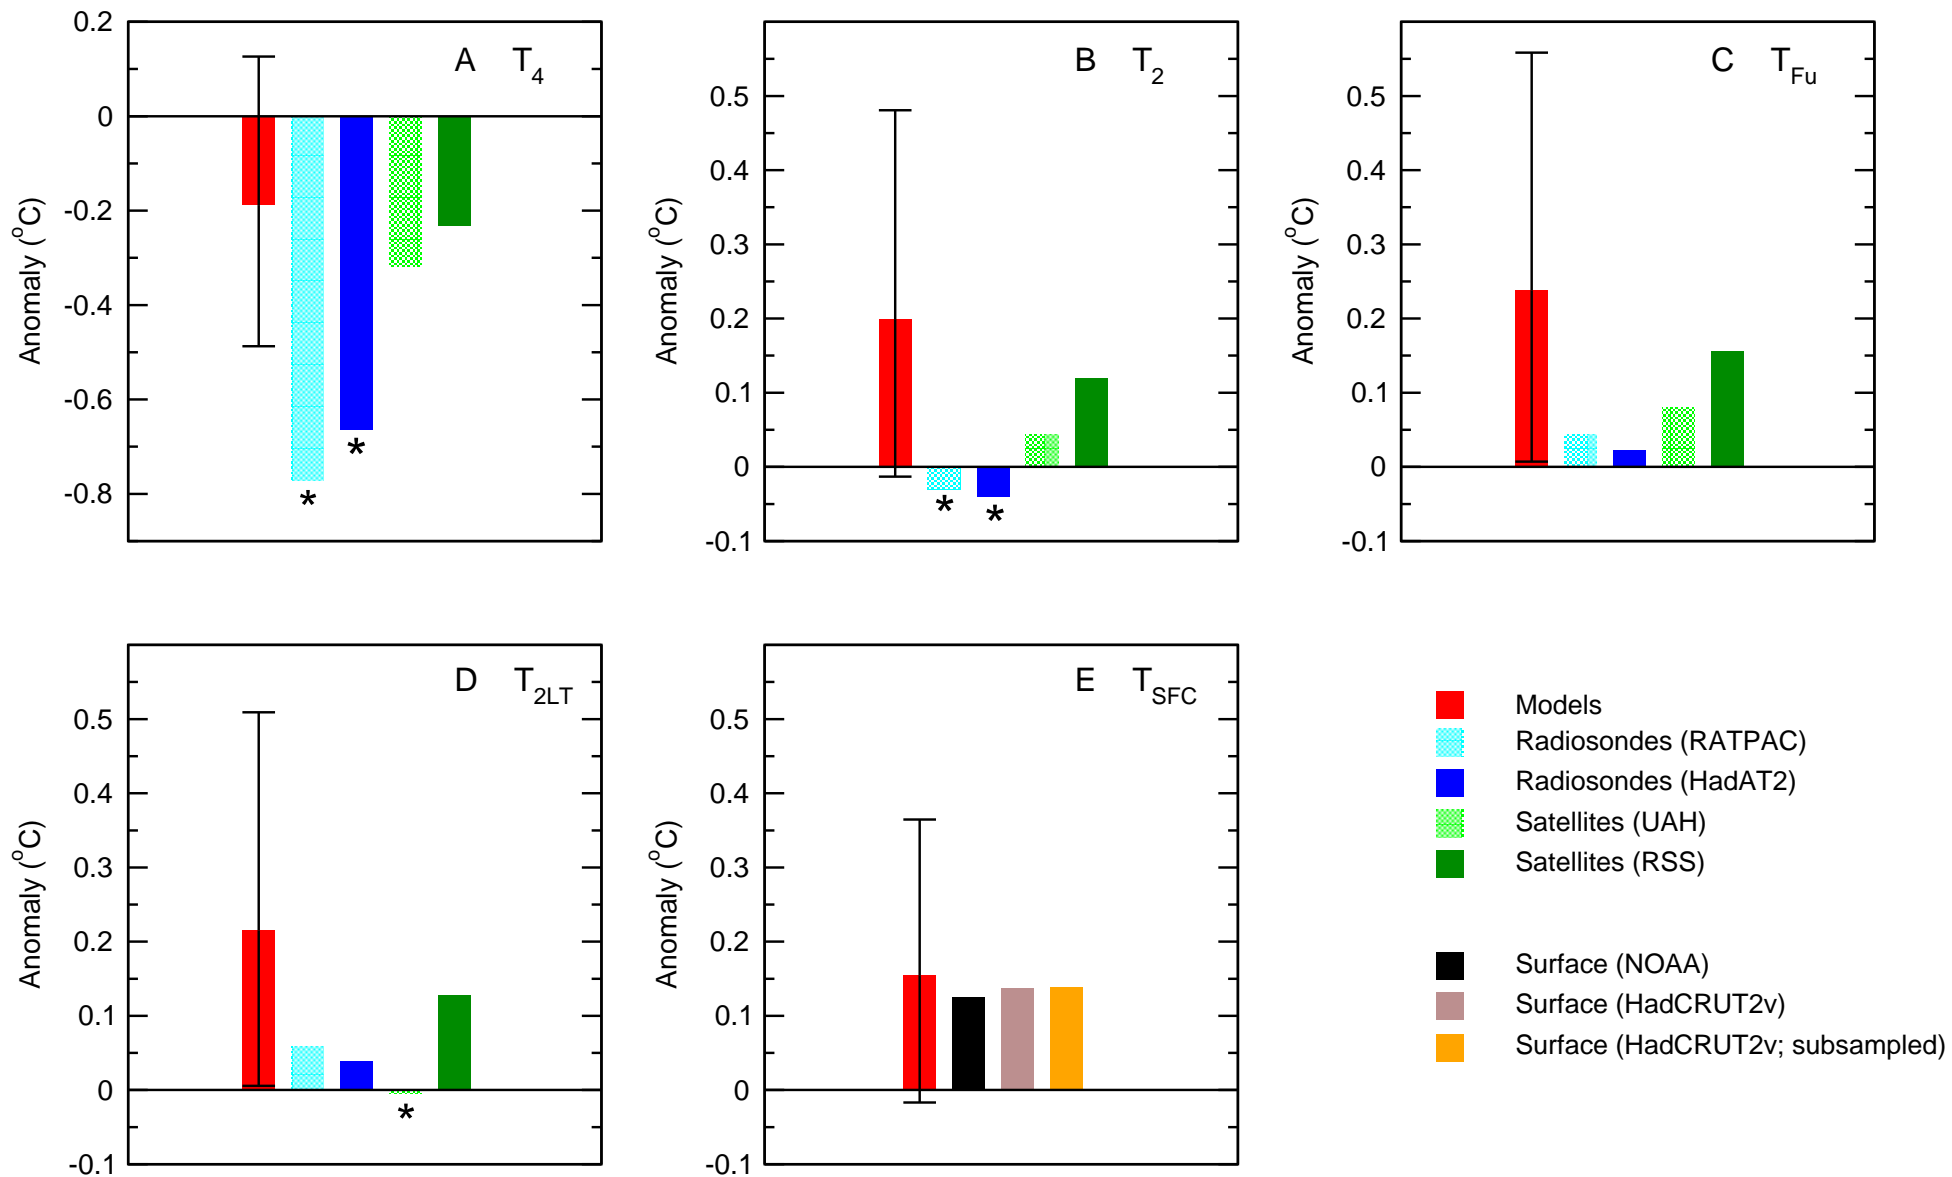 A T4
Anomaly (oC)
0.2
0
-0.2
-0.4
-0.6
-0.8
*
*
B T2
Anomaly (oC)
0.5
0.4
0.3
0.2
0.1
0
-0.1
*
*
C TFu
Anomaly (oC)
0.5
0.4
0.3
0.2
0.1
0
-0.1
D T2LT
Anomaly (oC)
0.5
0.4
0.3
0.2
0.1
0
-0.1
*
E TSFC
Anomaly (oC)
0.5
0.4
0.3
0.2
0.1
0
-0.1
Models
Radiosondes (RATPAC)
Radiosondes (HadAT2)
Satellites (UAH)
Satellites (RSS)
Surface (NOAA)
Surface (HadCRUT2v)
Surface (HadCRUT2v; subsampled)